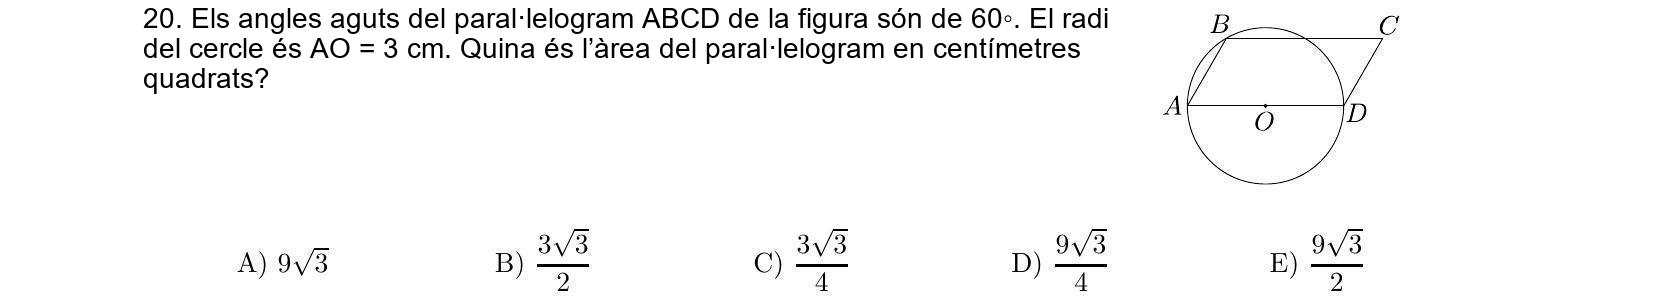 20. Els angles aguts del paral·lelogram ABCD de la figura són de 60◦. El radi
del cercle és AO = 3 cm. Quina és l’àrea del paral·lelogram en centímetres
quadrats?
B
C
A
O
D
A) 9√3
B) 3√3/2
C) 3√3/4
D) 9√3/4
E) 9√3/2